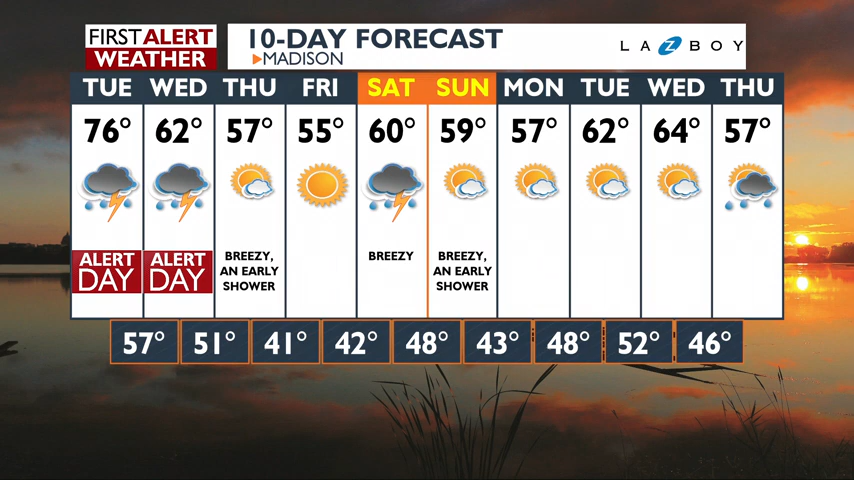 FIRST ALERT
WEATHER
10-DAY FORECAST
MADISON
LAZBOY
TUE WED THU FRI SAT SUN MON TUE WED THU
76° 62° 57° 55° 60° 59° 57° 62° 64° 57°
ALERT DAY
ALERT DAY
BREEZY,
AN EARLY
SHOWER
BREEZY
BREEZY,
AN EARLY
SHOWER
57° 51° 41° 42° 48° 43° 48° 52° 46°